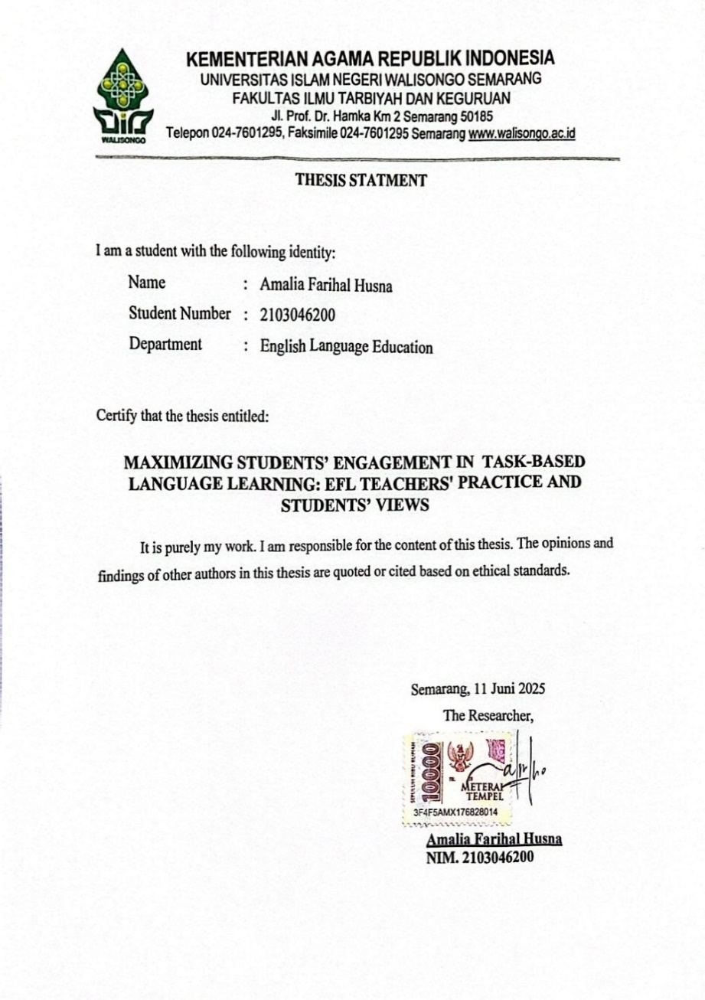 KEMENTERIAN AGAMA REPUBLIK INDONESIA
UNIVERSITAS ISLAM NEGERI WALISONGO SEMARANG
FAKULTAS ILMU TARBIYAH DAN KEGURUAN
Jl. Prof. Dr. Hamka Km 2 Semarang 50185
Telepon 024-7601295, Faksimile 024-7601295 Semarang www.walisongo.ac.id
WALISONGO
THESIS STATMENT
I am a student with the following identity:
Name : Amalia Farihal Husna
Student Number : 2103046200
Department : English Language Education
Certify that the thesis entitled:
MAXIMIZING STUDENTS’ ENGAGEMENT IN TASK-BASED
LANGUAGE LEARNING: EFL TEACHERS' PRACTICE AND
STUDENTS’ VIEWS
It is purely my work. I am responsible for the content of this thesis. The opinions and
findings of other authors in this thesis are quoted or cited based on ethical standards.
Semarang, 11 Juni 2025
The Researcher,
SEPULUH RIBU RUPIAH
10000
METERAI
TEMPEL
3F4F5AMX176828014
Amalia Farihal Husna
NIM. 2103046200